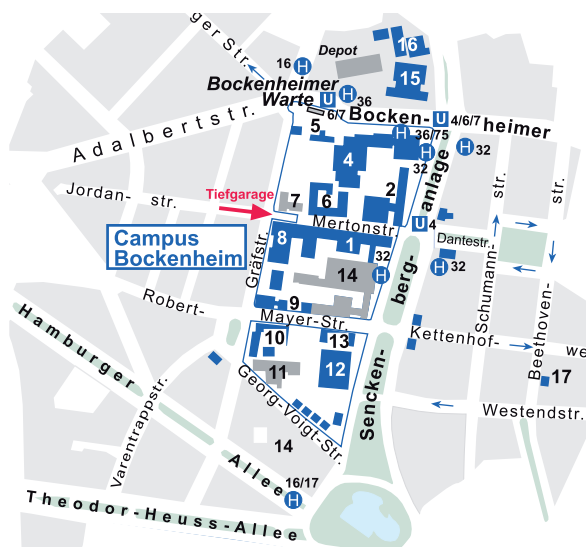 ger Str.
Depot
16
16
15
Bockenheimer
Warte
U
H
36
6/7
Bocken-
U
4/6/7
heimer
Adalbertstr.
5
H
36/75
H
32
H
32
4
2
anlage
str.
str.
Jordan-
str.
Tiefgarage
7
6
Mertonstr.
U
4
Dantestr.
Campus
Bockenheim
Gräfstr.
8
1
32
H
H
32
14
berg-
Schumann-
Beethoven-
Robert-
9
Mayer-Str.
Hamburger
10
13
Kettenhof-
we
11
12
17
Varentrappstr.
Georg-Voigt-Str.
Sencken-
Westendstr.
14
Allee
16/17
H
Theodor-Heuss-Allee
H